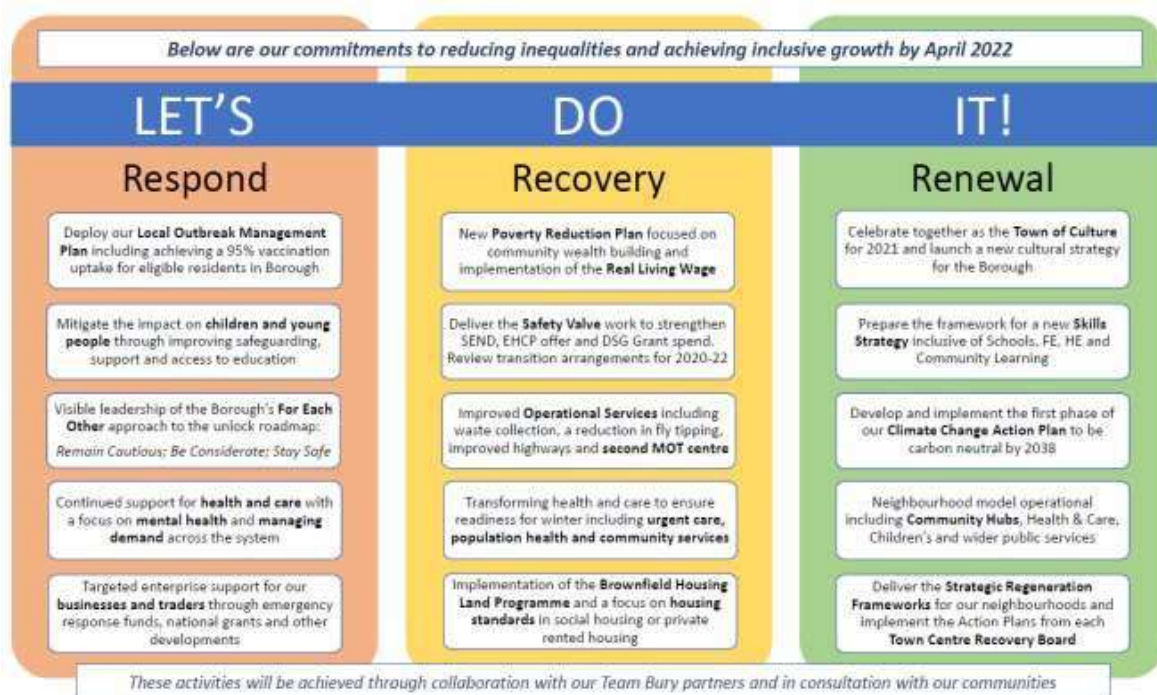 Below are our commitments to reducing inequalities and achieving inclusive growth by April 2022
LET'S
DO
IT!
Respond
Deploy our Local Outbreak Management
Plan including achieving a 95% vaccination
uptake for eligible residents in Borough
Mitigate the impact on children and young
people through improving safeguarding,
support and access to education
Visible leadership of the Borough's For Each
Other approach to the unlock roadmap:
Remain Cautious; Be Considerate; Stay Safe
Continued support for health and care with
a focus on mental health and managing
demand across the system
Targeted enterprise support for our
businesses and traders through emergency
response funds, national grants and other
developments
Recovery
New Poverty Reduction Plan focused on
community wealth building and
implementation of the Real Living Wage
Deliver the Safety Valve work to strengthen
SEND, EHCP offer and DSG Grant spend.
Review transition arrangements for 2020-22
Improved Operational Services including
waste collection, a reduction in fly tipping,
improved highways and second MOT centre
Transforming health and care to ensure
readiness for winter including urgent care,
population health and community services
Implementation of the Brownfield Housing
Land Programme and a focus on housing
standards in social housing or private
rented housing
Renewal
Celebrate together as the Town of Culture
for 2021 and launch a new cultural strategy
for the Borough
Prepare the framework for a new Skills
Strategy inclusive of Schools, FE, HE and
Community Learning
Develop and implement the first phase of
our Climate Change Action Plan to be
carbon neutral by 2038
Neighbourhood model operational
including Community Hubs, Health & Care,
Children's and wider public services
Deliver the Strategic Regeneration
Frameworks for our neighbourhoods and
implement the Action Plans from each
Town Centre Recovery Board
These activities will be achieved through collaboration with our Team Bury partners and in consultation with our communities